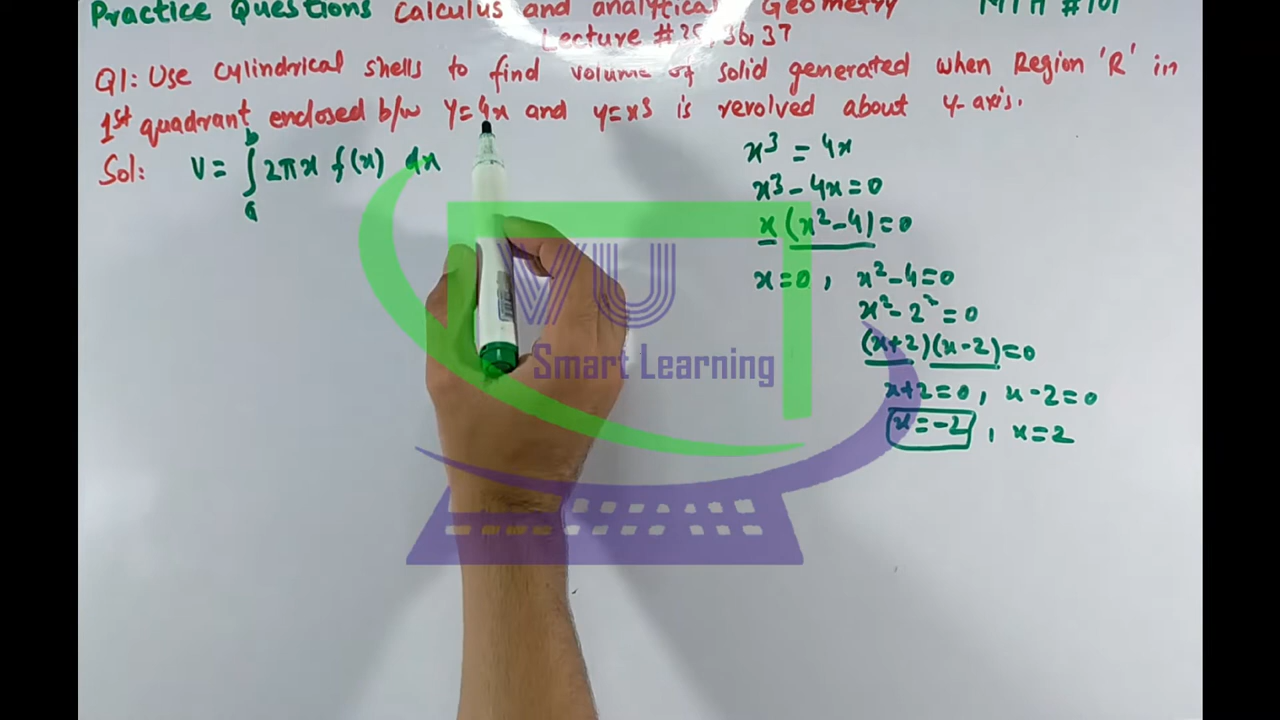 Practice Questions Calculus and analytical Geometry MTH #101
Lecture #35, 36, 37
Q1: Use cylindrical shells to find volume of solid generated when Region 'R' in
1st quadrant enclosed b/w y=4x and y=x³ is revolved about y-axis.
Sol: V = ∫ₐᵇ 2πx f(x) dx
x³ = 4x
x³ - 4x = 0
x (x² - 4) = 0
x = 0 , x² - 4 = 0
x² - 2² = 0
(x+2)(x-2) = 0
x+2=0 , x-2=0
x=-2 , x=2
VU
Smart Learning